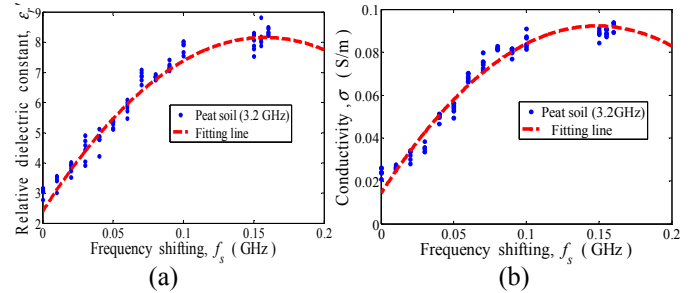 Relative dielectric constant, ε_r'
9
8
7
6
5
4
3
2
0
0.05
0.1
0.15
0.2
Peat soil (3.2 GHz)
Fitting line
Frequency shifting, f_s ( GHz )
(a)
Conductivity , σ ( S/m )
0.1
0.08
0.06
0.04
0.02
0
0
0.05
0.1
0.15
0.2
Peat soil (3.2GHz)
Fitting line
Frequency shifting, f_s ( GHz )
(b)